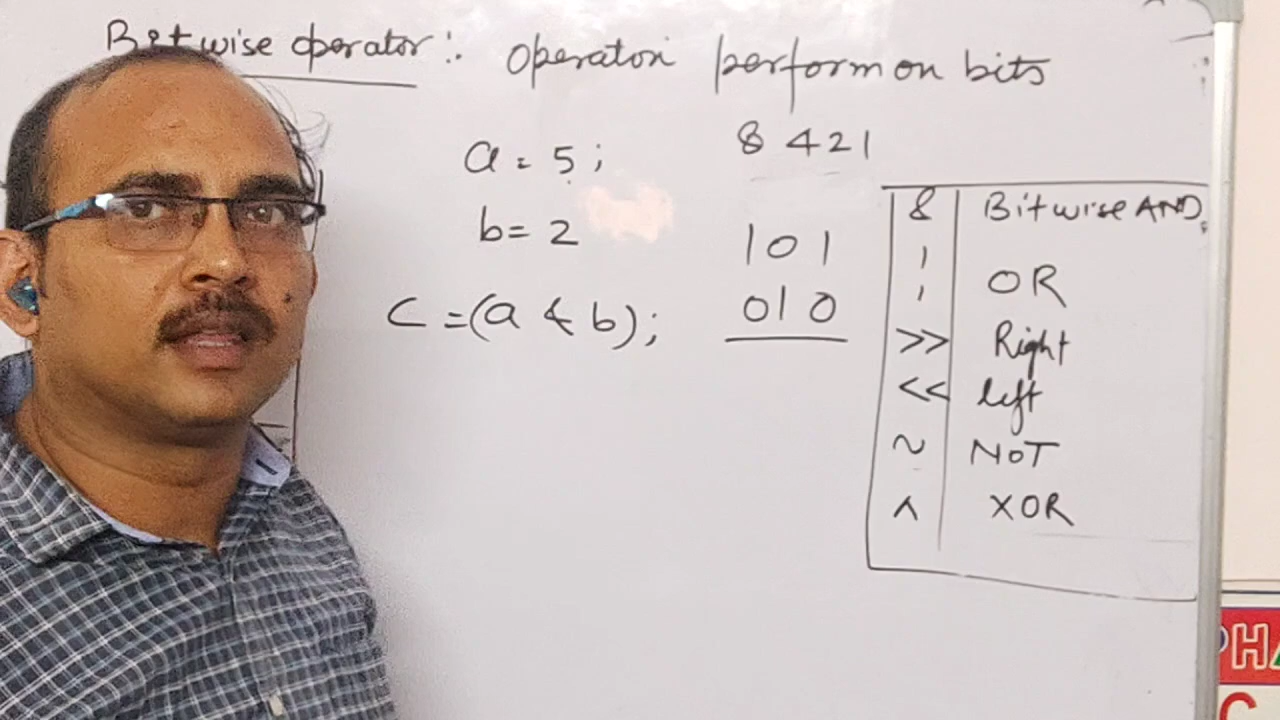 Bitwise operator :. Operation perform on bits
a = 5 ;
b = 2
c = (a & b) ;
8 4 2 1
1 0 1
0 1 0
& Bitwise AND
¦ OR
>> Right
<< left
~ NOT
^ XOR
PHA
C